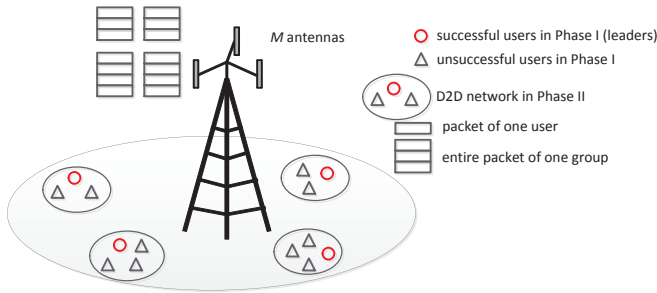 M antennas
successful users in Phase I (leaders)
unsuccessful users in Phase I
D2D network in Phase II
packet of one user
entire packet of one group